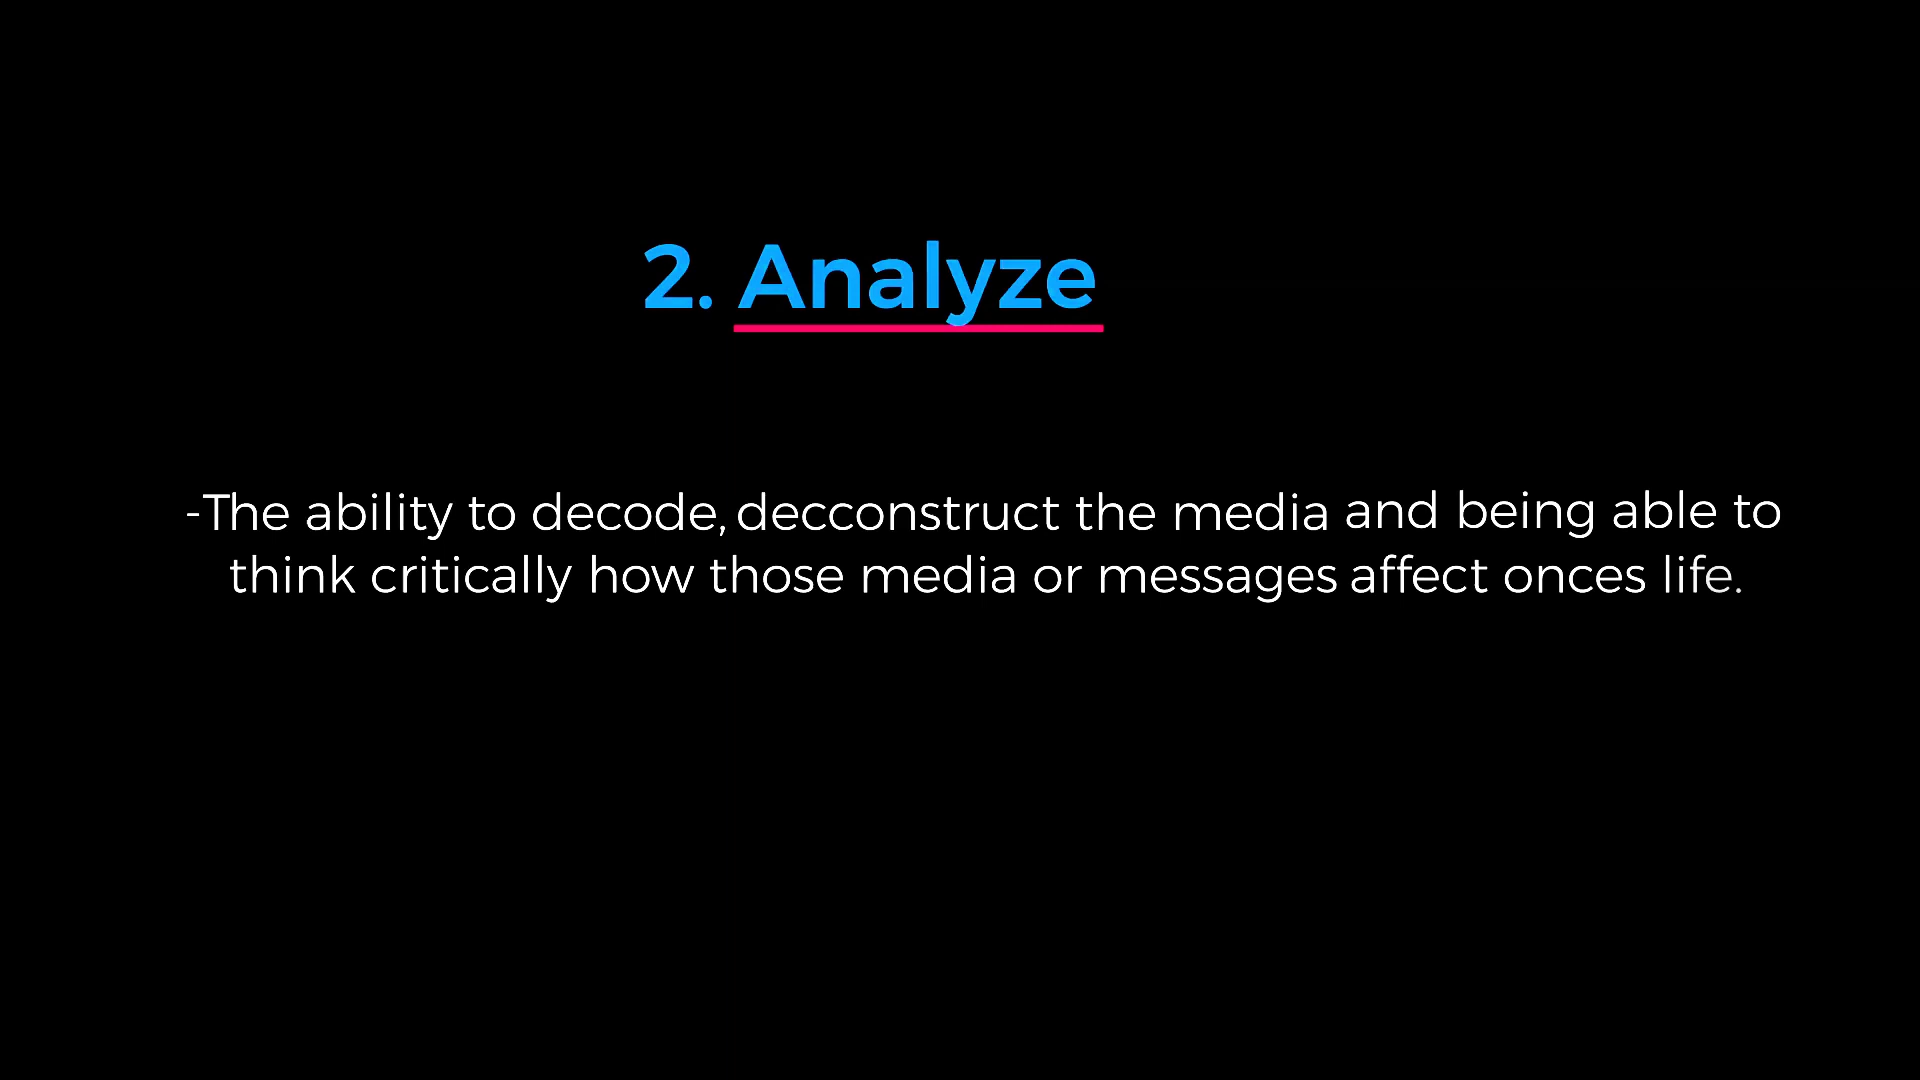 2. Analyze
-The ability to decode, decconstruct the media and being able to
think critically how those media or messages affect onces life.